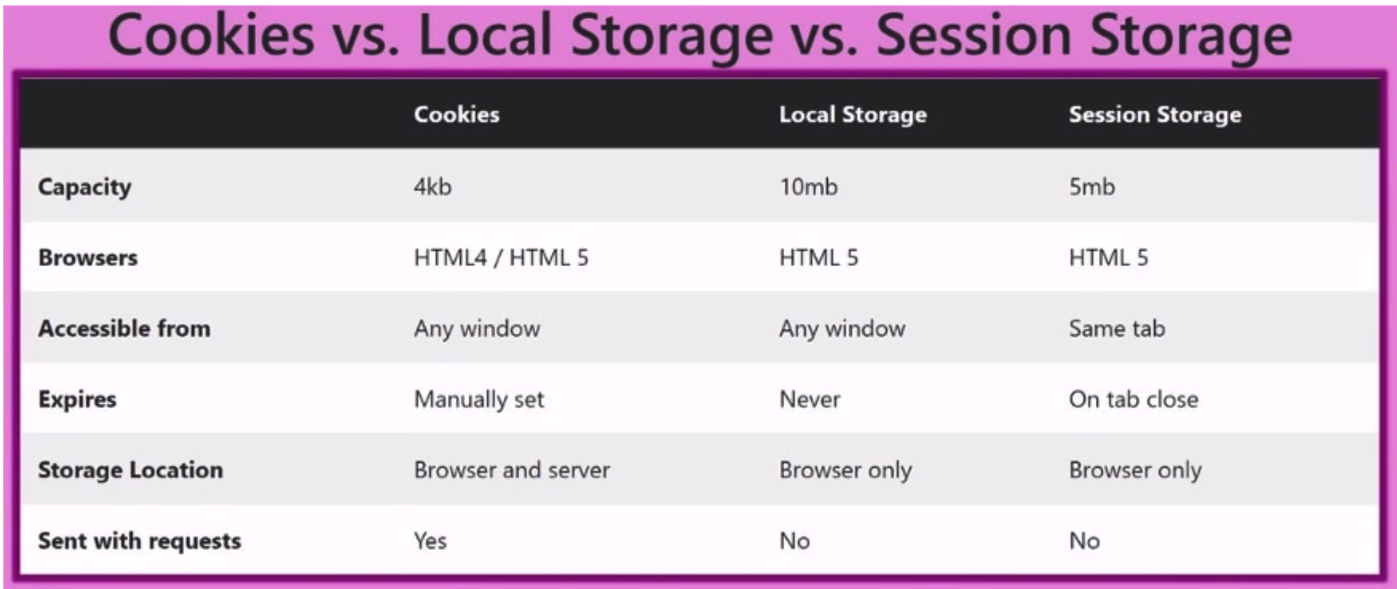 Cookies vs. Local Storage vs. Session Storage
Cookies Local Storage Session Storage
Capacity 4kb 10mb 5mb
Browsers HTML4 / HTML 5 HTML 5 HTML 5
Accessible from Any window Any window Same tab
Expires Manually set Never On tab close
Storage Location Browser and server Browser only Browser only
Sent with requests Yes No No